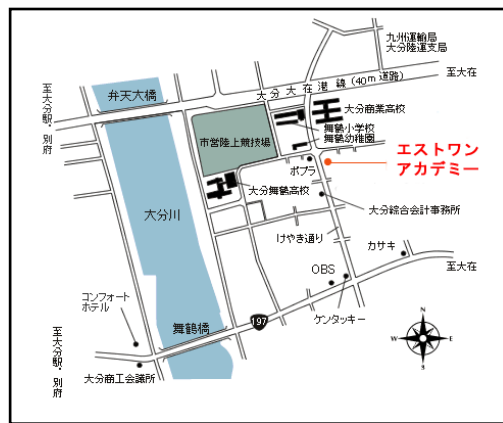 九州運輸局
大分陸運支局
至大在
大分大在港線(40m道路)
弁天大橋
至大分駅・別府
大分商業高校
市営陸上競技場
舞鶴小学校
舞鶴幼稚園
エストワン
アカデミー
ポプラ
大分舞鶴高校
大分綜合会計事務所
大分川
けやき通り
カサキ
至大在
OBS
コンフォート
ホテル
ケンタッキー
舞鶴橋
197
至大分駅・別府
大分商工会議所
N
W
E
S